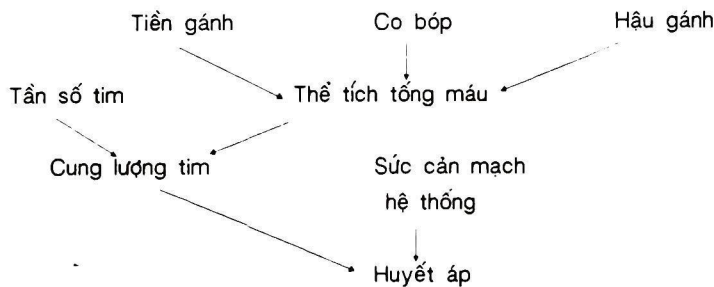 Tiền gánh
Co bóp
Hậu gánh
Tần số tim
Thể tích tống máu
Cung lượng tim
Sức cản mạch
hệ thống
Huyết áp